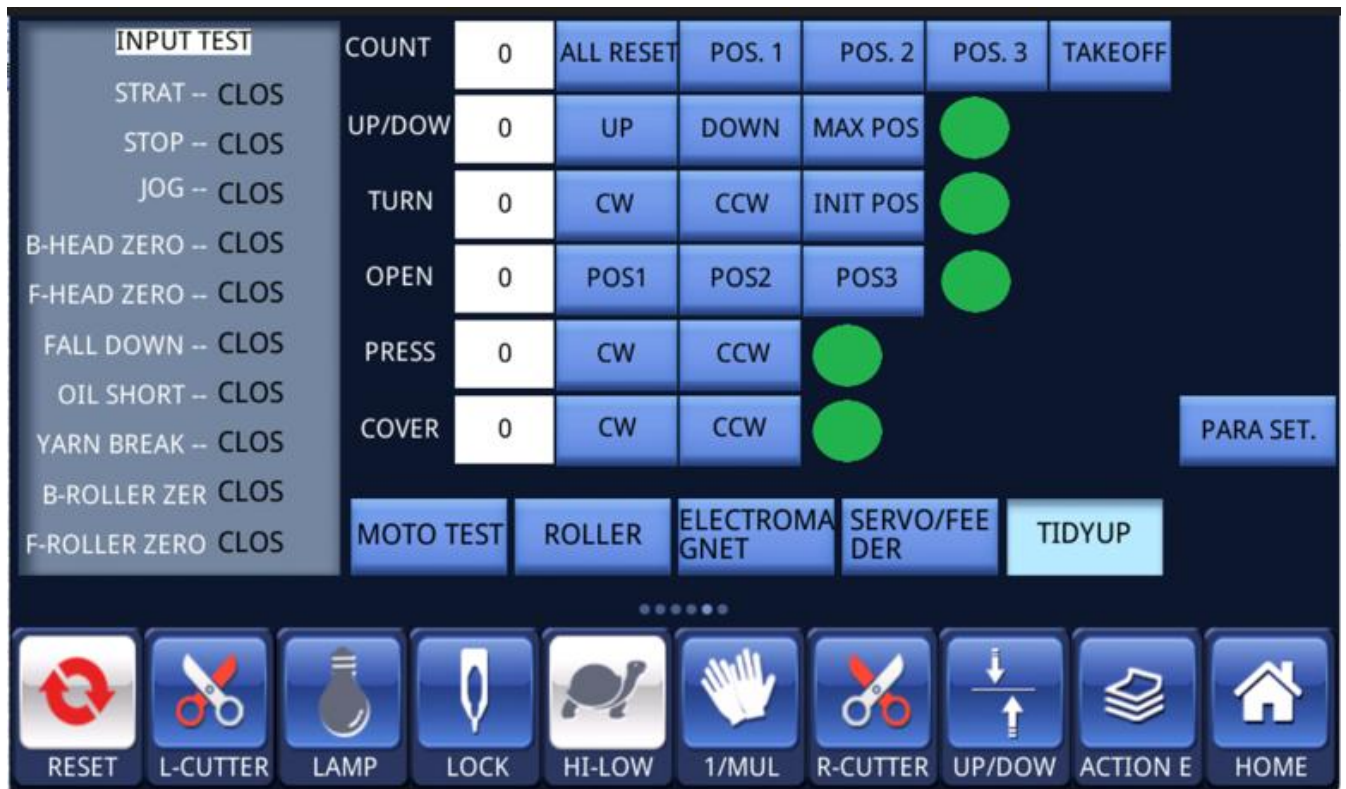 INPUT TEST
STRAT -- CLOS
STOP -- CLOS
JOG -- CLOS
B-HEAD ZERO -- CLOS
F-HEAD ZERO -- CLOS
FALL DOWN -- CLOS
OIL SHORT -- CLOS
YARN BREAK -- CLOS
B-ROLLER ZER CLOS
F-ROLLER ZERO CLOS
COUNT 0 ALL RESET POS. 1 POS. 2 POS. 3 TAKEOFF
UP/DOW 0 UP DOWN MAX POS
TURN 0 CW CCW INIT POS
OPEN 0 POS1 POS2 POS3
PRESS 0 CW CCW
COVER 0 CW CCW
PARA SET.
MOTO TEST ROLLER ELECTROMA
GNET SERVO/FEE
DER TIDYUP
RESET L-CUTTER LAMP LOCK HI-LOW 1/MUL R-CUTTER UP/DOW ACTION E HOME